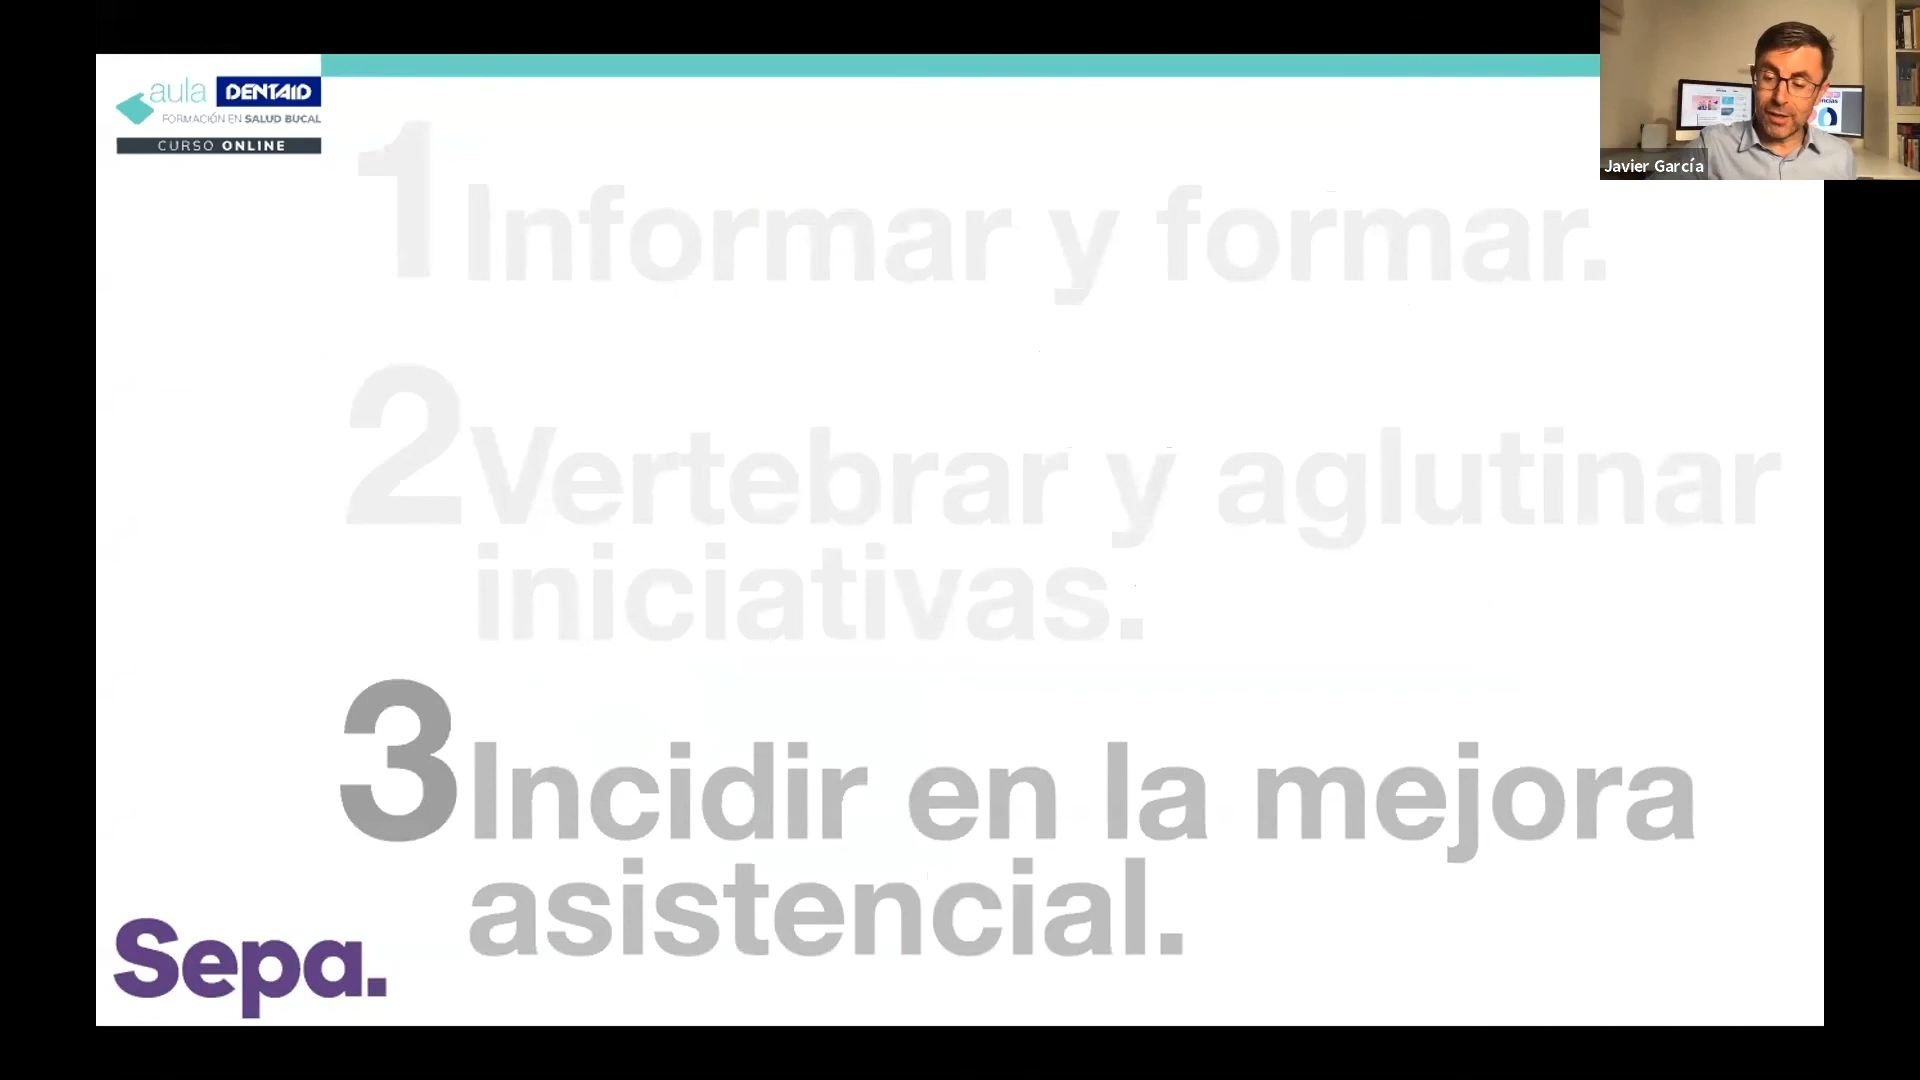 aula DENTAID
FORMACIÓN EN SALUD BUCAL
CURSO ONLINE
Javier García
1 Informar y formar.
2 Vertebrar y aglutinar
iniciativas.
3 Incidir en la mejora
asistencial.
Sepa.